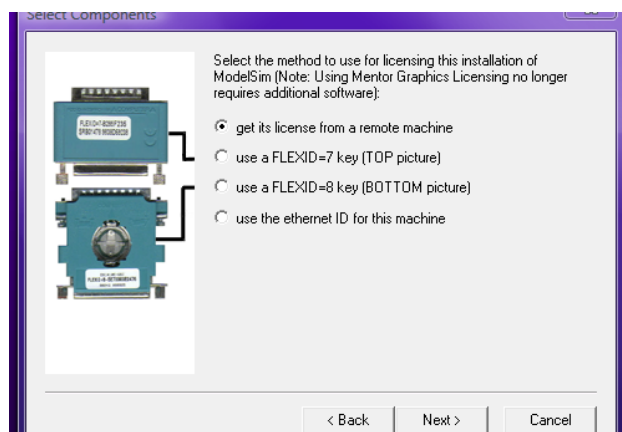 Select Components
Select the method to use for licensing this installation of
ModelSim (Note: Using Mentor Graphics Licensing no longer
requires additional software):
get its license from a remote machine
use a FLEXID=7 key (TOP picture)
use a FLEXID=8 key (BOTTOM picture)
use the ethernet ID for this machine
< Back
Next >
Cancel